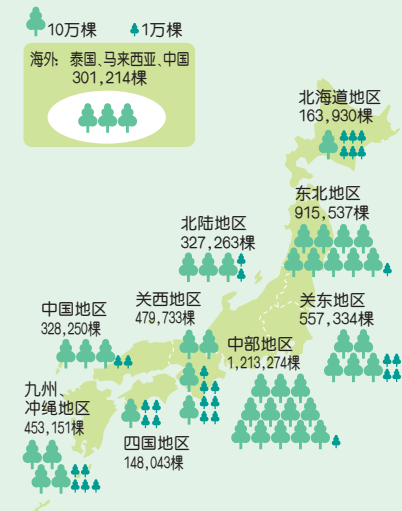 10万棵 1万棵
海外: 泰国、马来西亚、中国
301,214棵
北海道地区
163,930棵
东北地区
915,537棵
北陆地区
327,263棵
关西地区
479,733棵
关东地区
557,334棵
中国地区
328,250棵
中部地区
1,213,274棵
九州、
冲绳地区
453,151棵
四国地区
148,043棵